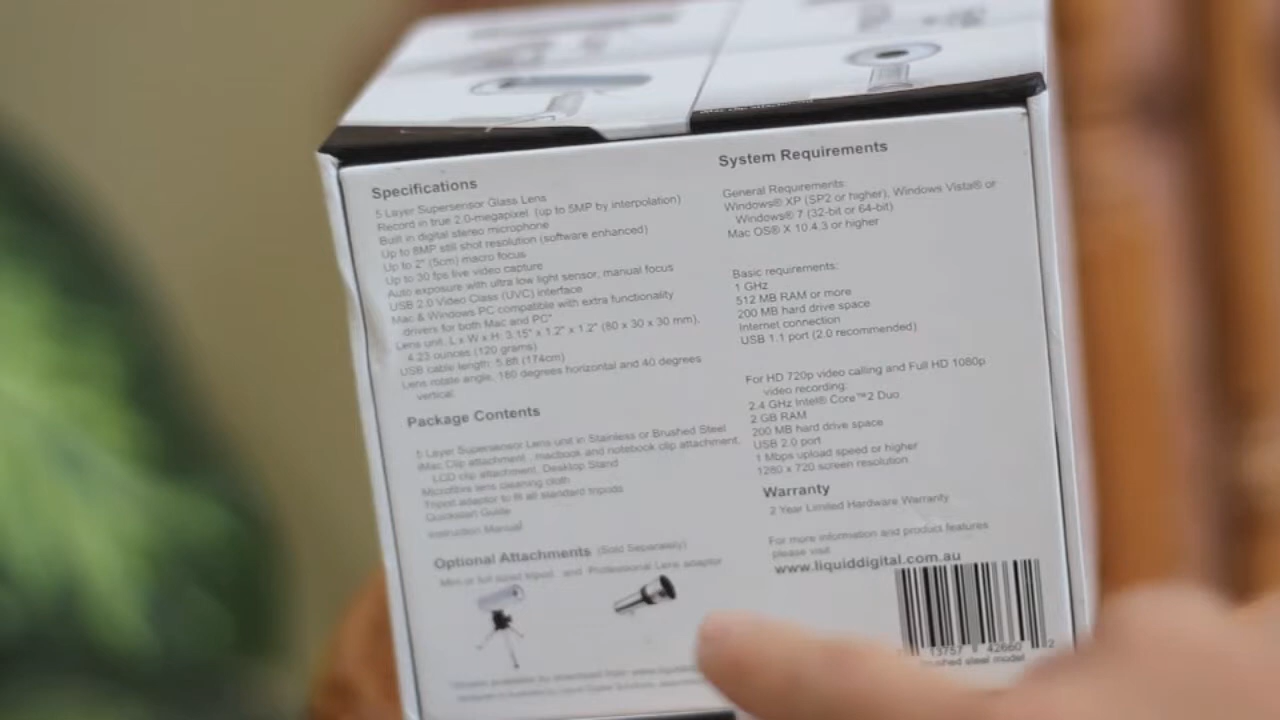 Specifications
5 Layer Supersensor Glass Lens
Record in true 2.0-megapixel (up to 5MP by interpolation)
Built in digital stereo microphone
Up to 8MP still shot resolution (software enhanced)
Up to 2" (5cm) macro focus
Up to 30 fps live video capture
Auto exposure with ultra low light sensor, manual focus
USB 2.0 Video Class (UVC) interface
Mac & Windows PC compatible with extra functionality
drivers for both Mac and PC*
Lens unit, L x W x H: 3.15" x 1.2" x 1.2" (80 x 30 x 30 mm),
4.23 ounces (120 grams)
USB cable length: 5.8ft (174cm)
Lens rotate angle, 180 degrees horizontal and 40 degrees
vertical.
Package Contents
5 Layer Supersensor Lens unit in Stainless or Brushed Steel
iMac Clip attachment, macbook and notebook clip attachment,
LCD clip attachment, Desktop Stand
Microfibre lens cleaning cloth
Tripod adaptor to fit all standard tripods
Quickstart Guide
Instruction Manual
Optional Attachments (Sold Separately)
Mini or full sized tripod and Professional Lens adaptor
System Requirements
General Requirements:
Windows® XP (SP2 or higher), Windows Vista® or
Windows® 7 (32-bit or 64-bit)
Mac OS® X 10.4.3 or higher
Basic requirements:
1 GHz
512 MB RAM or more
200 MB hard drive space
Internet connection
USB 1.1 port (2.0 recommended)
For HD 720p video calling and Full HD 1080p
video recording:
2.4 GHz Intel® Core™2 Duo
2 GB RAM
200 MB hard drive space
USB 2.0 port
1 Mbps upload speed or higher
1280 x 720 screen resolution
Warranty
2 Year Limited Hardware Warranty
For more information and product features
please visit
www.liquiddigital.com.au
13757 42660 2
steel model